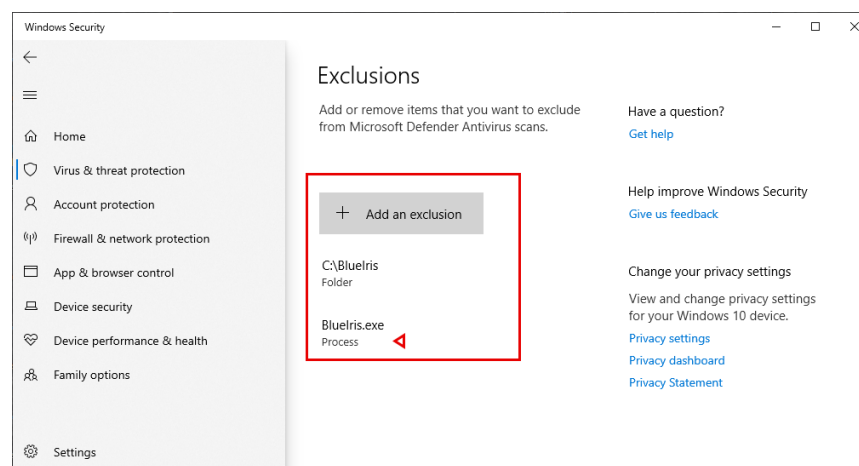 Windows Security
Home
Virus & threat protection
Account protection
Firewall & network protection
App & browser control
Device security
Device performance & health
Family options
Settings
Exclusions
Add or remove items that you want to exclude
from Microsoft Defender Antivirus scans.
Add an exclusion
C:\BlueIris
Folder
BlueIris.exe
Process
Have a question?
Get help
Help improve Windows Security
Give us feedback
Change your privacy settings
View and change privacy settings
for your Windows 10 device.
Privacy settings
Privacy dashboard
Privacy Statement